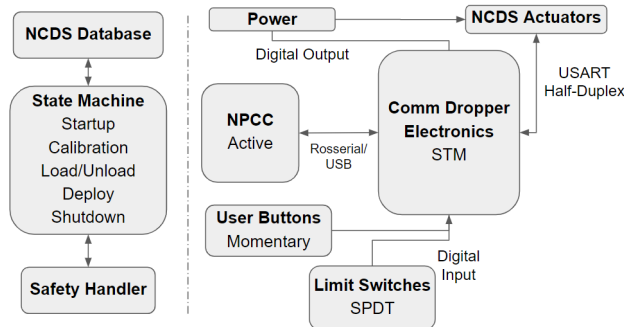 NCDS Database
State Machine
Startup
Calibration
Load/Unload
Deploy
Shutdown
Safety Handler
Power
NCDS Actuators
Digital Output
USART
Half-Duplex
NPCC
Active
Rosserial/
USB
Comm Dropper
Electronics
STM
User Buttons
Momentary
Digital
Input
Limit Switches
SPDT